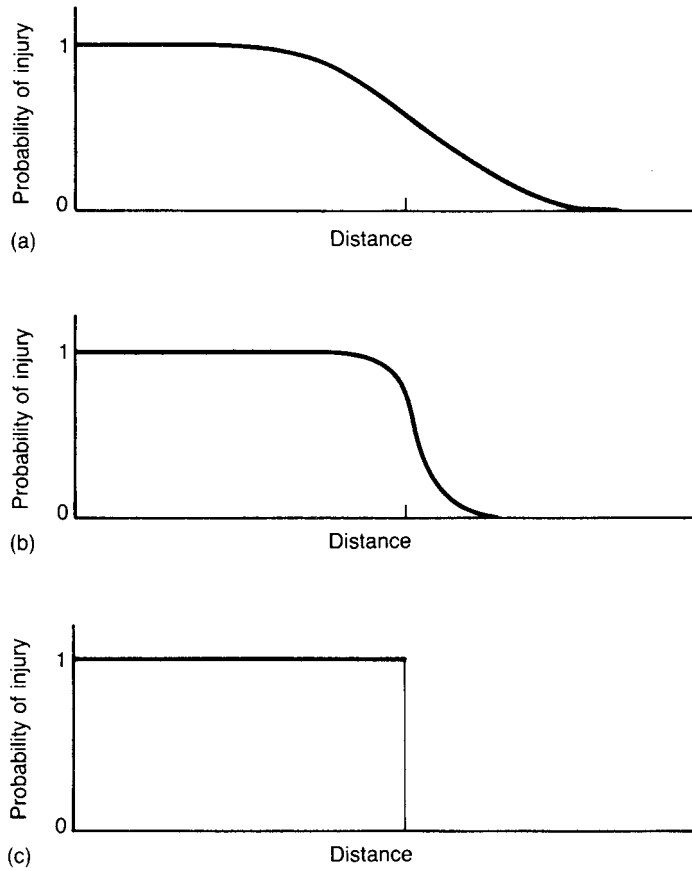 Probability of injury
1
0
(a)
Distance
Probability of injury
1
0
(b)
Distance
Probability of injury
1
0
(c)
Distance